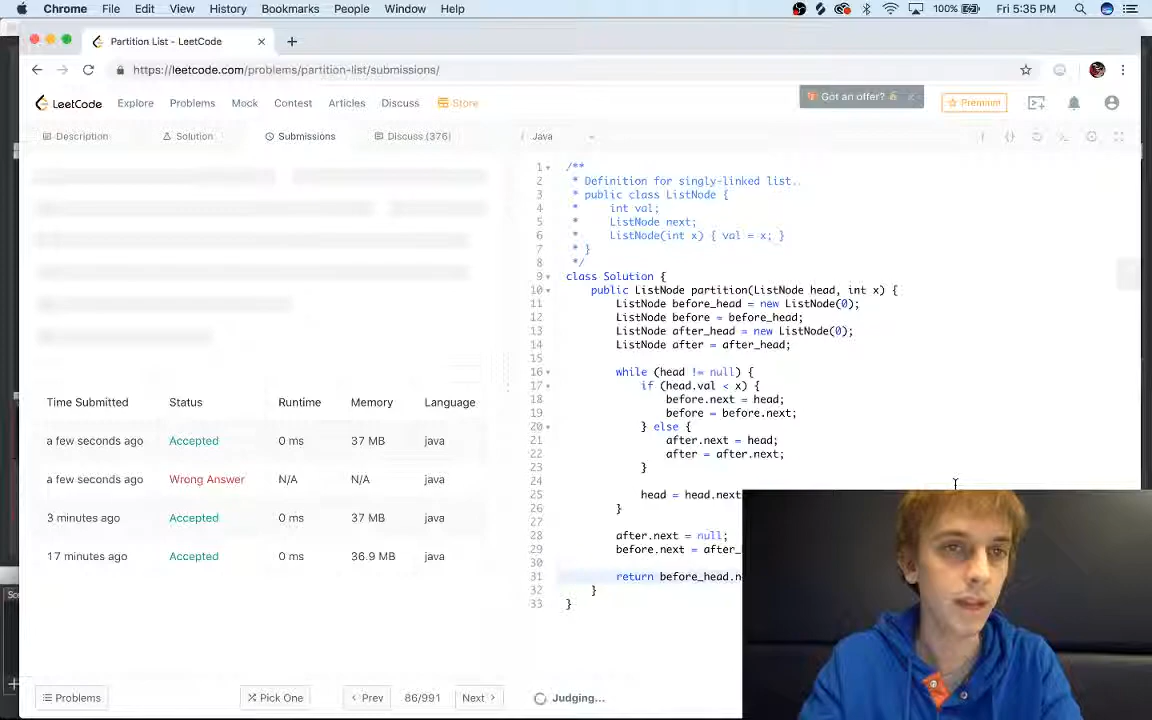 Chrome File Edit View History Bookmarks People Window Help 100% Fri 5:35 PM
Partition List - LeetCode
https://leetcode.com/problems/partition-list/submissions/
LeetCode Explore Problems Mock Contest Articles Discuss Store Got an offer? Premium
Description Solution Submissions Discuss (376) Java
1 /**
2 * Definition for singly-linked list.
3 * public class ListNode {
4 * int val;
5 * ListNode next;
6 * ListNode(int x) { val = x; }
7 * }
8 */
9 class Solution {
10 public ListNode partition(ListNode head, int x) {
11 ListNode before_head = new ListNode(0);
12 ListNode before = before_head;
13 ListNode after_head = new ListNode(0);
14 ListNode after = after_head;
15
16 while (head != null) {
17 if (head.val < x) {
18 before.next = head;
19 before = before.next;
20 } else {
21 after.next = head;
22 after = after.next;
23 }
24
25 head = head.next
26 }
27
28 after.next = null;
29 before.next = after_
30
31 return before_head.n
32 }
33 }
Time Submitted Status Runtime Memory Language
a few seconds ago Accepted 0 ms 37 MB java
a few seconds ago Wrong Answer N/A N/A java
3 minutes ago Accepted 0 ms 37 MB java
17 minutes ago Accepted 0 ms 36.9 MB java
Problems Pick One Prev 86/991 Next Judging...